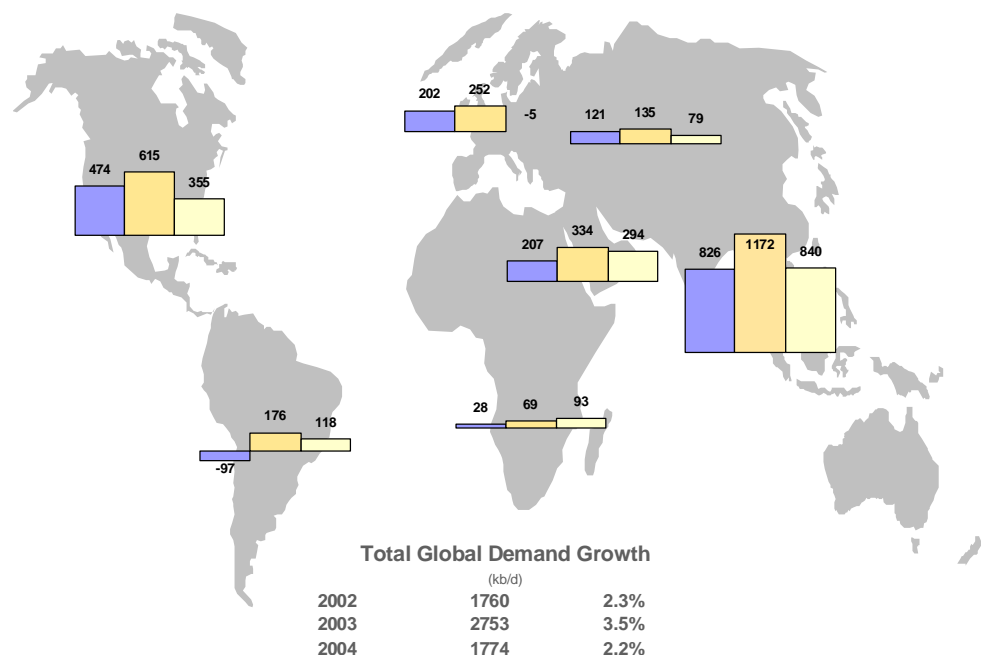 202 252 -5
121 135 79
474 615 355
207 334 294
826 1172 840
-97 176 118
28 69 93
Total Global Demand Growth
(kb/d)
2002 1760 2.3%
2003 2753 3.5%
2004 1774 2.2%